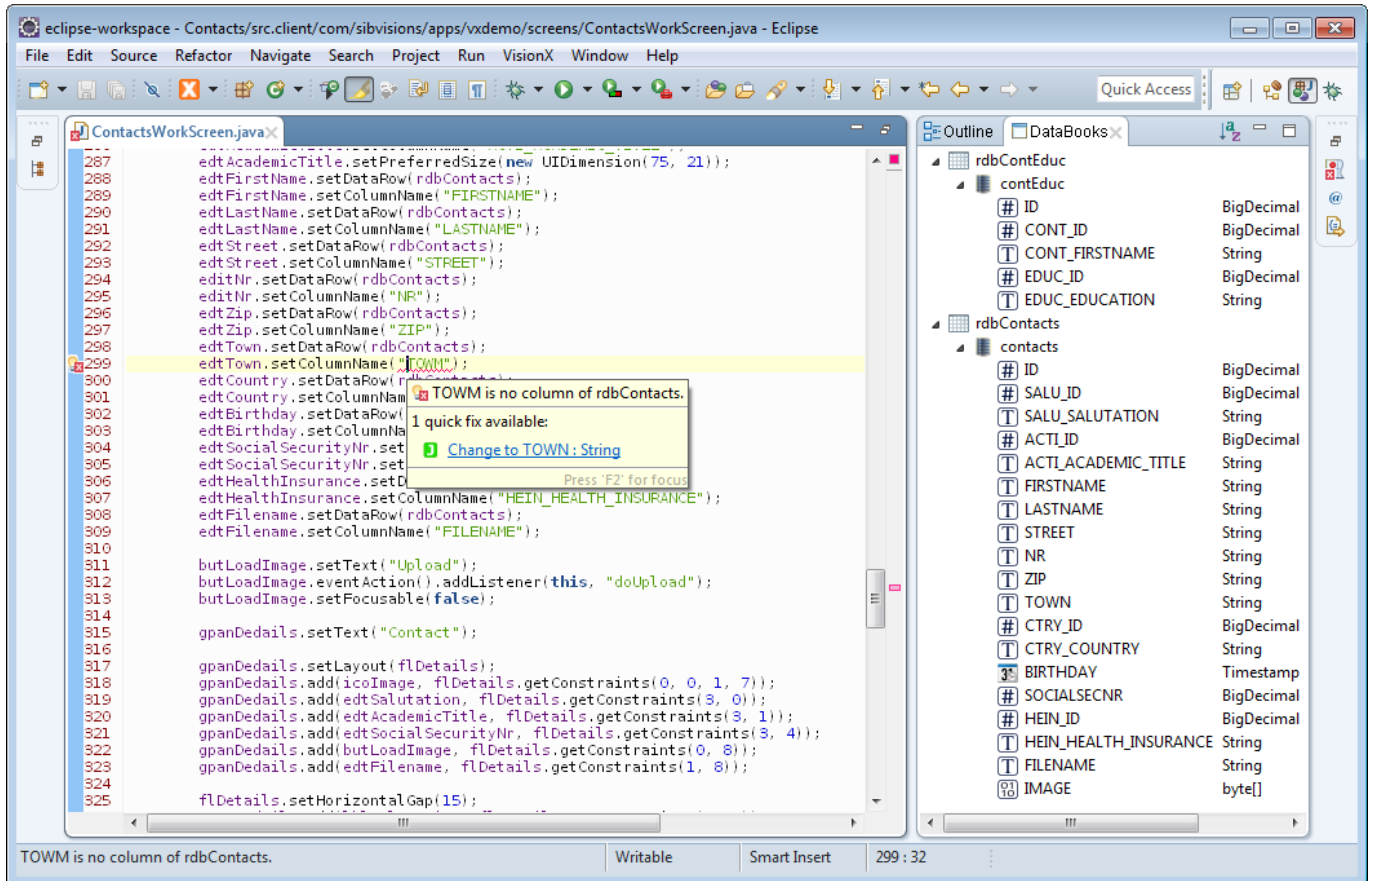 eclipse-workspace - Contacts/src.client/com/sibvisions/apps/vxdemo/screens/ContactsWorkScreen.java - Eclipse
File Edit Source Refactor Navigate Search Project Run VisionX Window Help
Quick Access
ContactsWorkScreen.java
287 edtAcademicTitle.setPreferredSize(new UIDimension(75, 21));
288 edtFirstName.setDataRow(rdbContacts);
289 edtFirstName.setColumnName("FIRSTNAME");
290 edtLastName.setDataRow(rdbContacts);
291 edtLastName.setColumnName("LASTNAME");
292 edtStreet.setDataRow(rdbContacts);
293 edtStreet.setColumnName("STREET");
294 editNr.setDataRow(rdbContacts);
295 editNr.setColumnName("NR");
296 edtZip.setDataRow(rdbContacts);
297 edtZip.setColumnName("ZIP");
298 edtTown.setDataRow(rdbContacts);
299 edtTown.setColumnName("TOWM");
300 edtCountry.setDataRow(rdbContacts);
301 edtCountry.setColumnNam
302 edtBirthday.setDataRow(
303 edtBirthday.setColumnNa
304 edtSocialSecurityNr.set
305 edtSocialSecurityNr.set
306 edtHealthInsurance.setD
307 edtHealthInsurance.setColumnName("HEIN_HEALTH_INSURANCE");
308 edtFilename.setDataRow(rdbContacts);
309 edtFilename.setColumnName("FILENAME");
310
311 butLoadImage.setText("Upload");
312 butLoadImage.eventAction().addListener(this, "doUpload");
313 butLoadImage.setFocusable(false);
314
315 gpanDedails.setText("Contact");
316
317 gpanDedails.setLayout(flDetails);
318 gpanDedails.add(icoImage, flDetails.getConstraints(0, 0, 1, 7));
319 gpanDedails.add(edtSalutation, flDetails.getConstraints(3, 0));
320 gpanDedails.add(edtAcademicTitle, flDetails.getConstraints(3, 1));
321 gpanDedails.add(edtSocialSecurityNr, flDetails.getConstraints(3, 4));
322 gpanDedails.add(butLoadImage, flDetails.getConstraints(0, 8));
323 gpanDedails.add(edtFilename, flDetails.getConstraints(1, 8));
324
325 flDetails.setHorizontalGap(15);
TOWM is no column of rdbContacts.
1 quick fix available:
Change to TOWN : String
Press 'F2' for focus
Outline DataBooks
rdbContEduc
contEduc
ID BigDecimal
CONT_ID BigDecimal
CONT_FIRSTNAME String
EDUC_ID BigDecimal
EDUC_EDUCATION String
rdbContacts
contacts
ID BigDecimal
SALU_ID BigDecimal
SALU_SALUTATION String
ACTI_ID BigDecimal
ACTI_ACADEMIC_TITLE String
FIRSTNAME String
LASTNAME String
STREET String
NR String
ZIP String
TOWN String
CTRY_ID BigDecimal
CTRY_COUNTRY String
BIRTHDAY Timestamp
SOCIALSECNR BigDecimal
HEIN_ID BigDecimal
HEIN_HEALTH_INSURANCE String
FILENAME String
IMAGE byte[]
TOWM is no column of rdbContacts. Writable Smart Insert 299 : 32